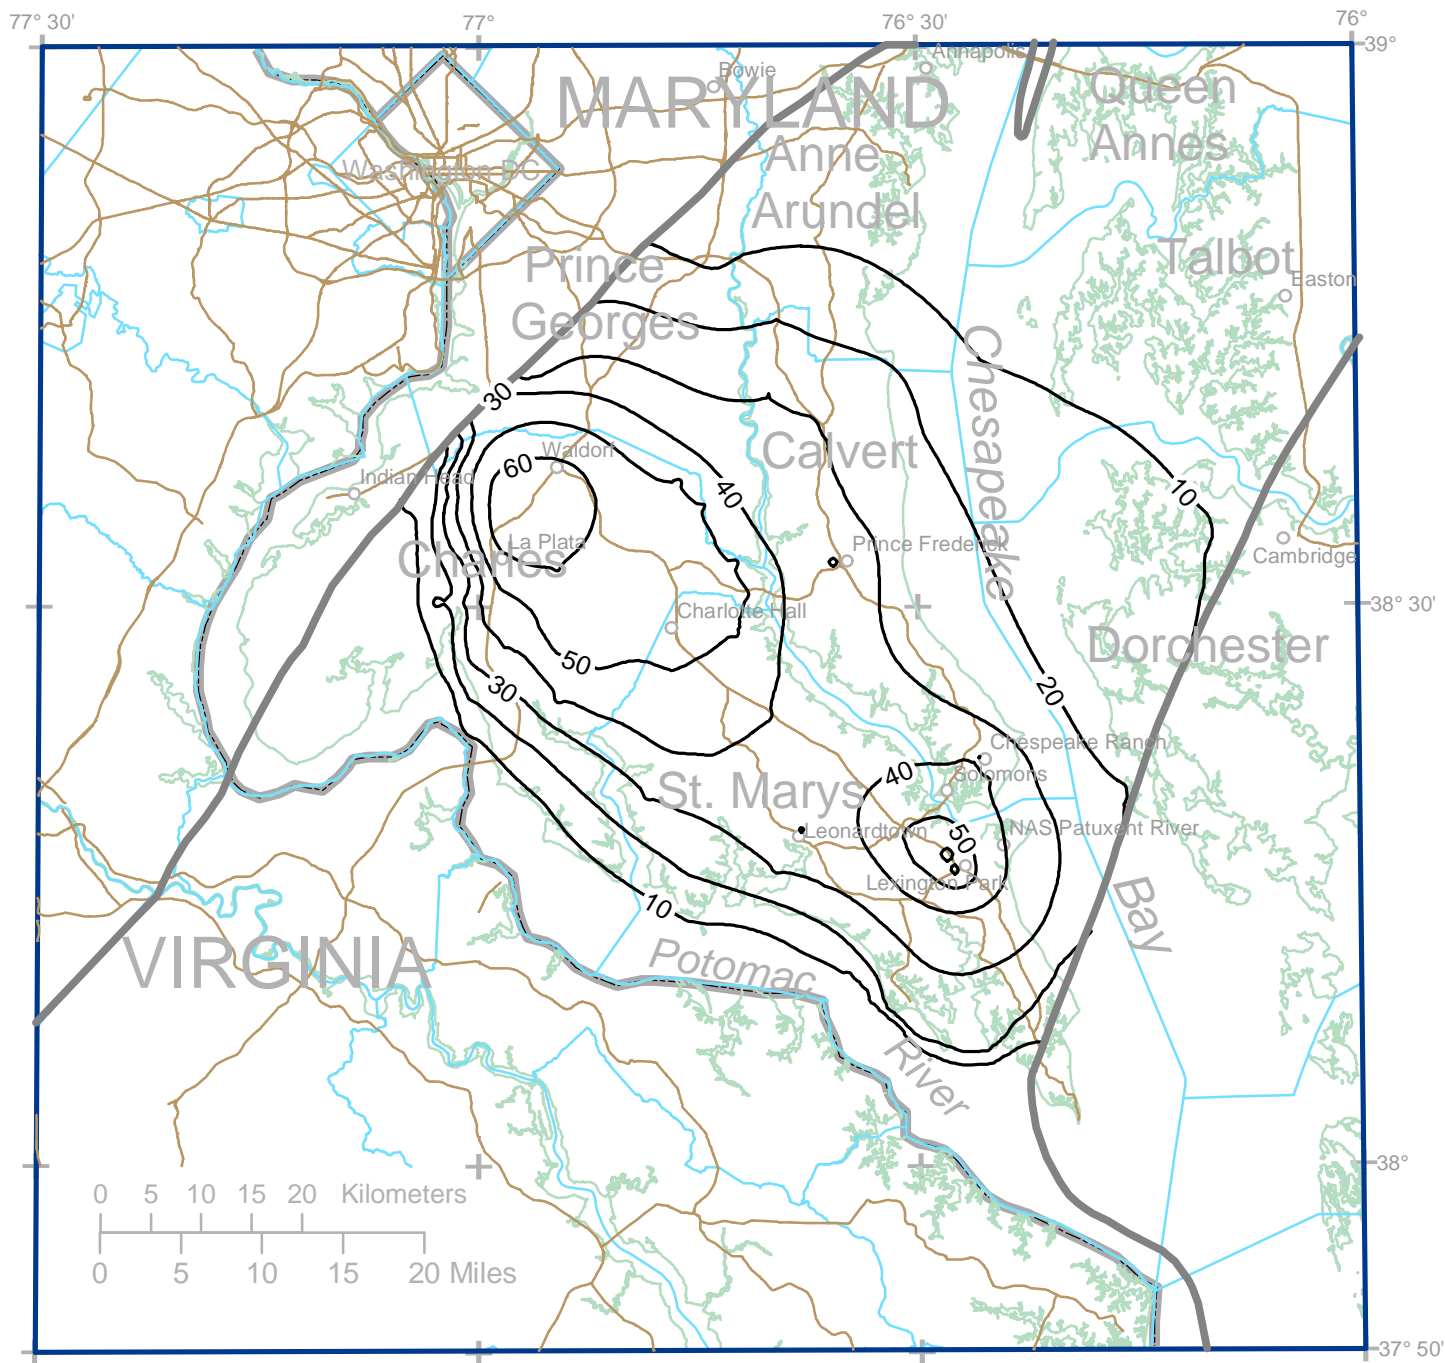 77° 30'
77°
76° 30'
76°
39°
Annapolis
Bowie
MARYLAND
Queen
Annes
Anne
Arundel
Washington DC
Talbot
Easton
Prince
Georges
Chesapeake
30
Calvert
Waldorf
60
Indian Head
40
10
La Plata
Charles
Prince Frederick
Cambridge
38° 30'
Charlotte Hall
Dorchester
50
30
20
Chespeake Ranch
40
Solomons
St. Marys
Leonardtown
50
NAS Patuxent River
Lexington Park
10
Bay
VIRGINIA
Potomac
River
38°
0 5 10 15 20 Kilometers
0 5 10 15 20 Miles
37° 50'